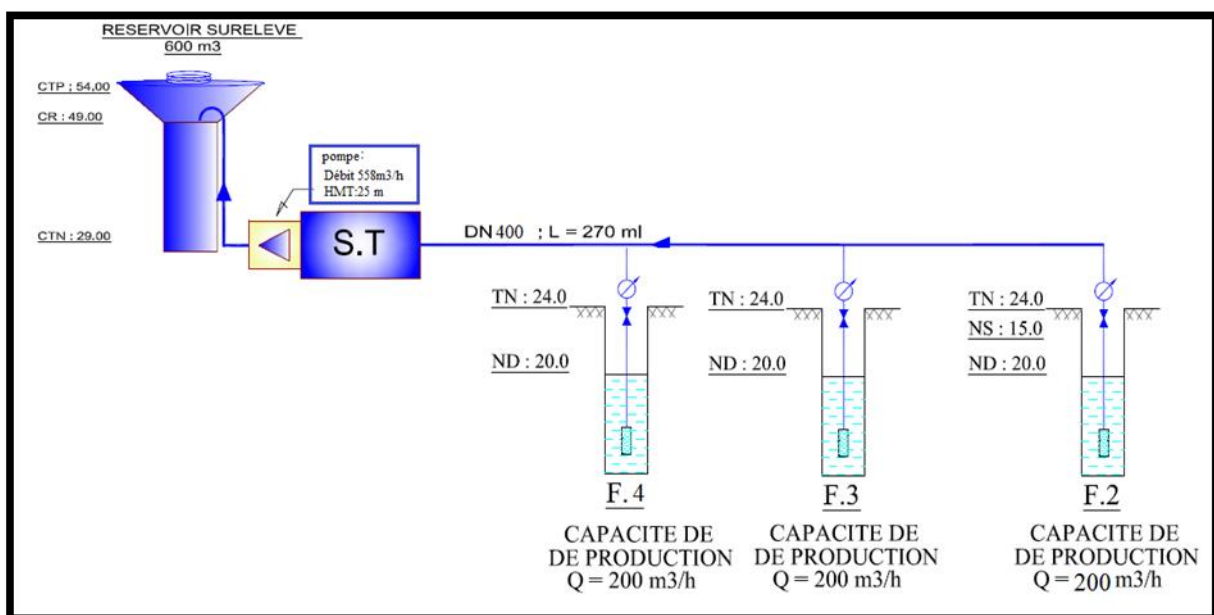 RESERVOIR SURELEVE
600 m3
CTP : 54.00
CR : 49.00
CTN : 29.00
pompe:
Débit 558m3/h
HMT:25 m
S.T
DN 400 ; L = 270 ml
TN : 24.0
ND : 20.0
F.4
CAPACITE DE
DE PRODUCTION
Q = 200 m3/h
TN : 24.0
ND : 20.0
F.3
CAPACITE DE
DE PRODUCTION
Q = 200 m3/h
TN : 24.0
NS : 15.0
ND : 20.0
F.2
CAPACITE DE
DE PRODUCTION
Q = 200 m3/h